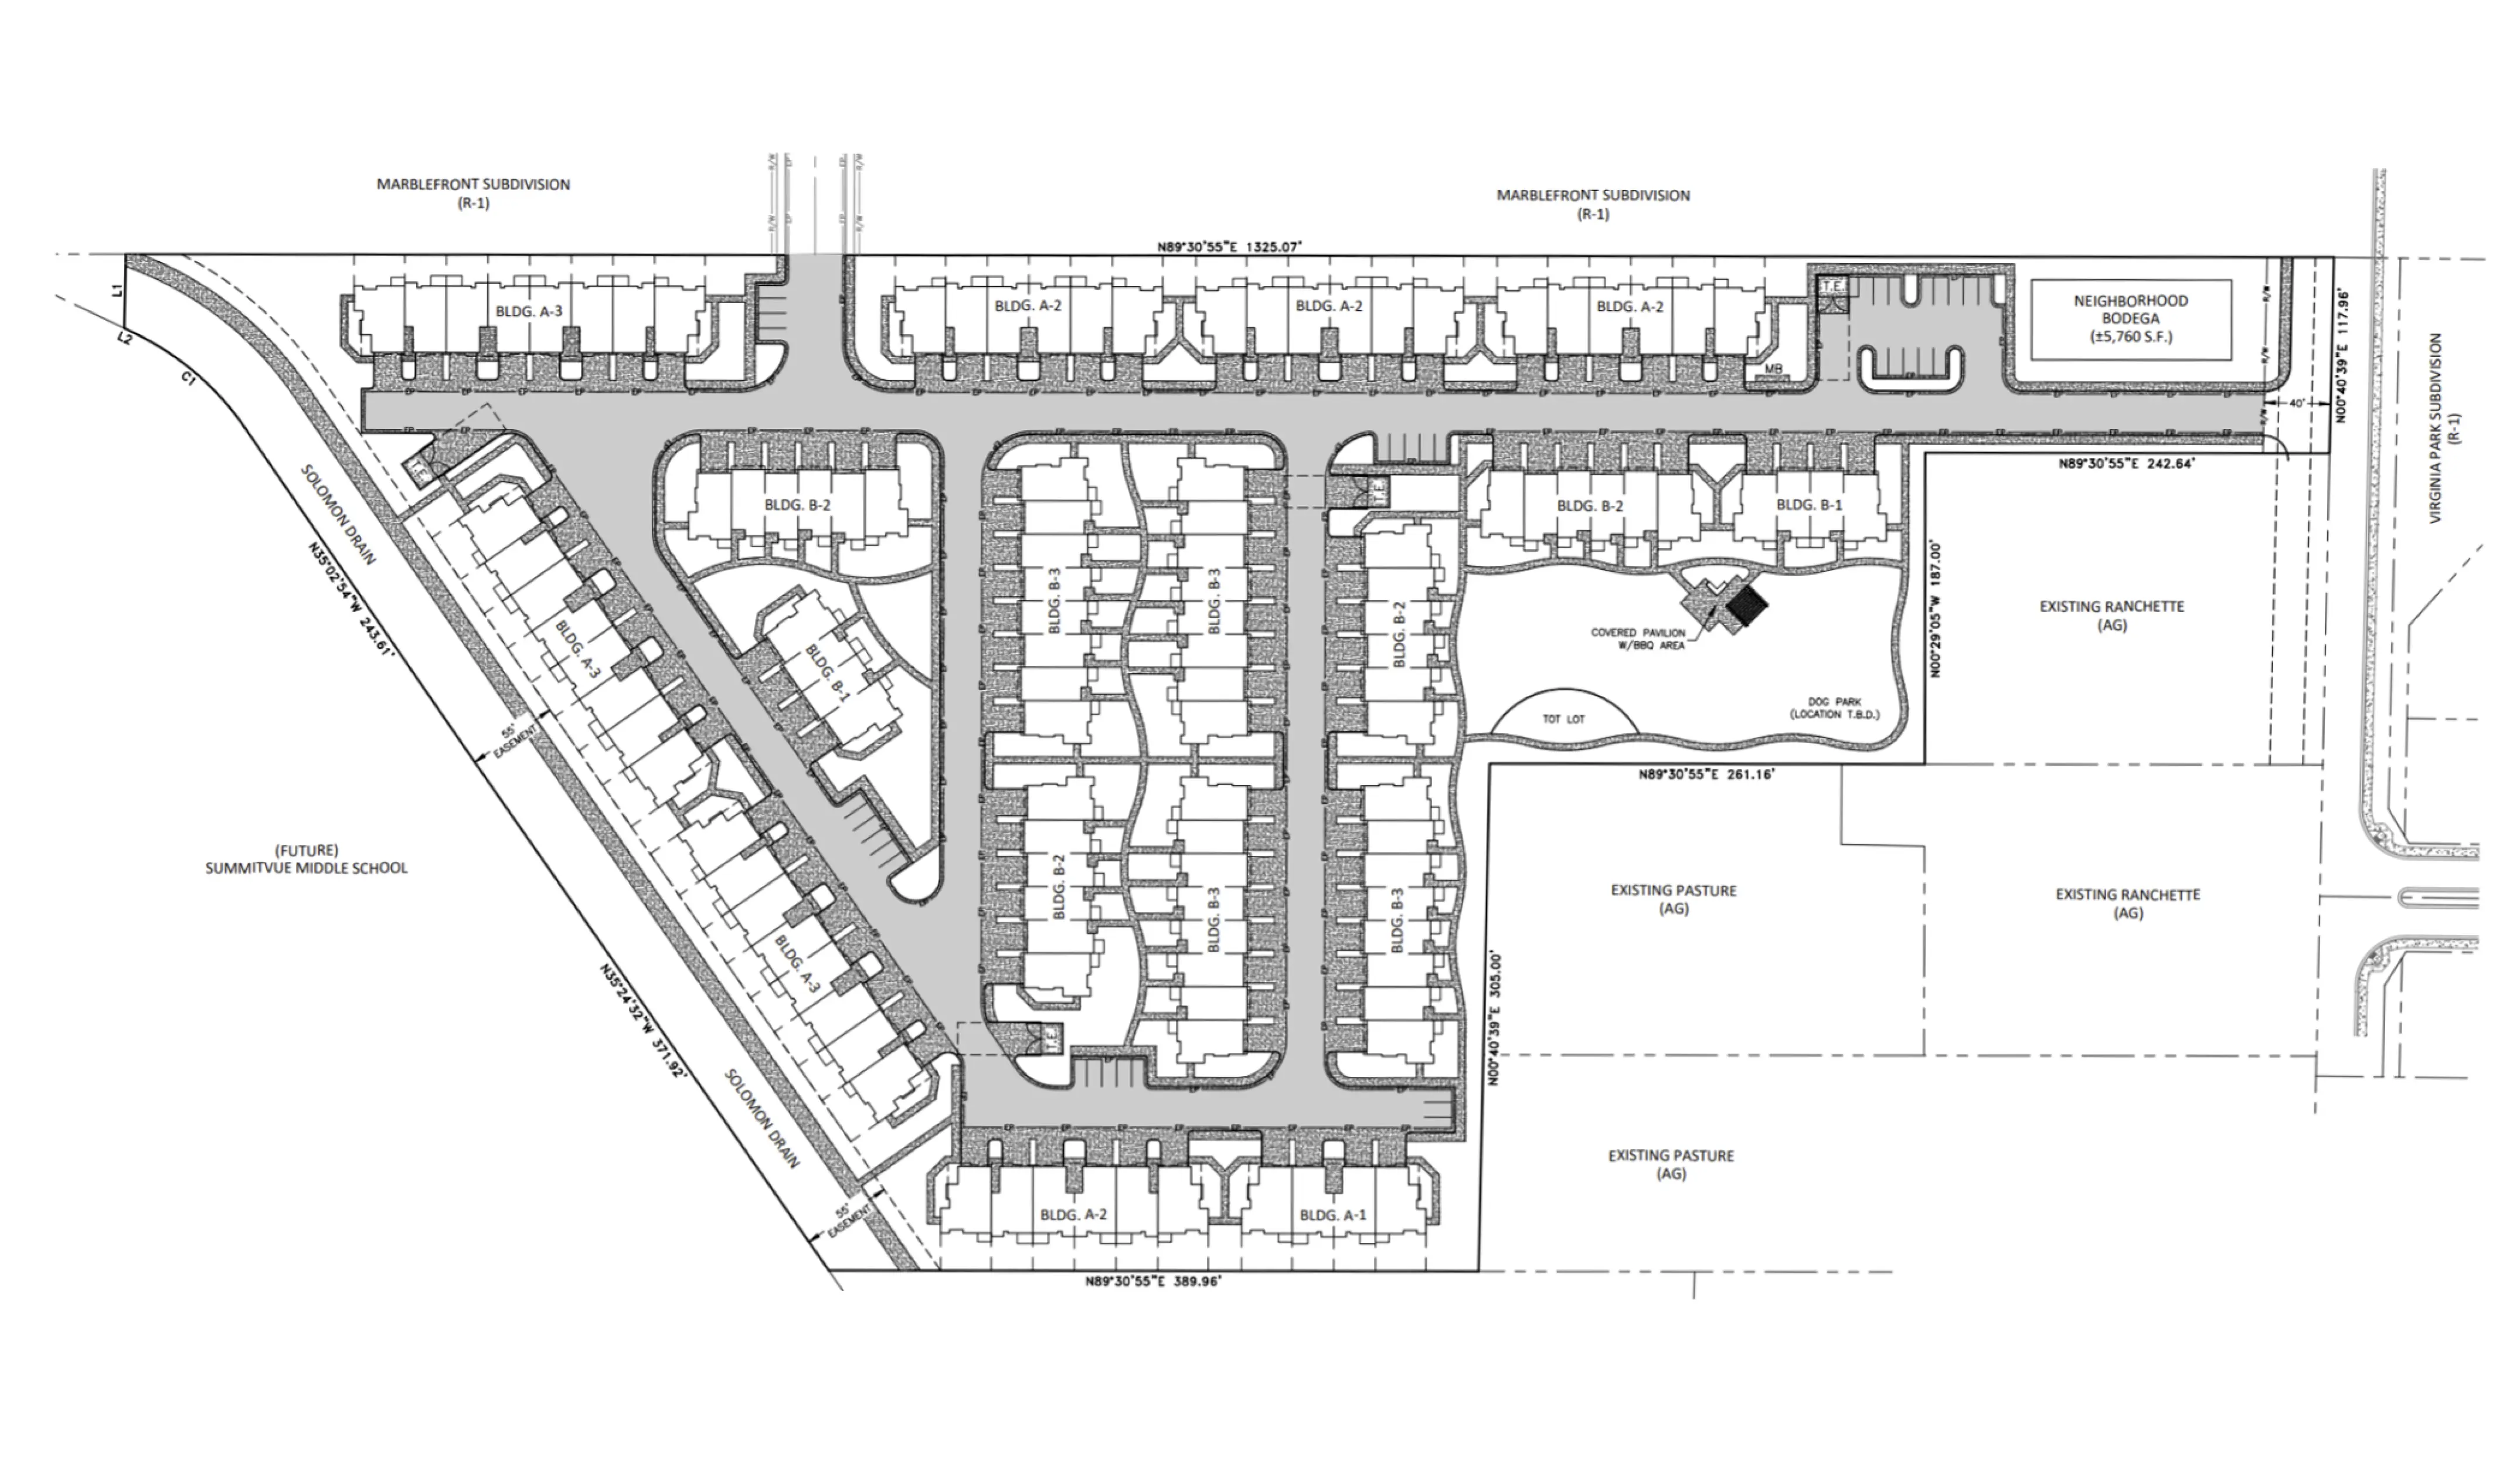 MARBLEFRONT SUBDIVISION
(R-1)
MARBLEFRONT SUBDIVISION
(R-1)
R/W
EP
EP
R/W
R/W
EP
EP
R/W
N89°30'55"E 1325.07'
L1
L2
C1
BLDG. A-3
BLDG. A-2
BLDG. A-2
BLDG. A-2
MB
T.E.
NEIGHBORHOOD
BODEGA
(±5,760 S.F.)
R/W
R/W
R/W
40'
N00°40'39"E 117.96'
VIRGINIA PARK SUBDIVISION
(R-1)
N89°30'55"E 242.64'
T.E.
SOLOMON DRAIN
N35°02'54"W 243.61'
BLDG. A-3
BLDG. B-2
BLDG. B-1
BLDG. B-3
BLDG. B-3
T.E.
BLDG. B-2
BLDG. B-2
BLDG. B-1
COVERED PAVILION
W/BBQ AREA
TOT LOT
DOG PARK
(LOCATION T.B.D.)
N00°29'05"W 187.00'
EXISTING RANCHETTE
(AG)
N89°30'55"E 261.16'
55'
EASEMENT
(FUTURE)
SUMMITVUE MIDDLE SCHOOL
BLDG. A-3
BLDG. B-2
BLDG. B-3
BLDG. B-3
EXISTING PASTURE
(AG)
EXISTING RANCHETTE
(AG)
N35°24'32"W 371.92'
SOLOMON DRAIN
T.E.
N00°40'39"E 305.00'
EXISTING PASTURE
(AG)
55'
EASEMENT
BLDG. A-2
BLDG. A-1
N89°30'55"E 389.96'